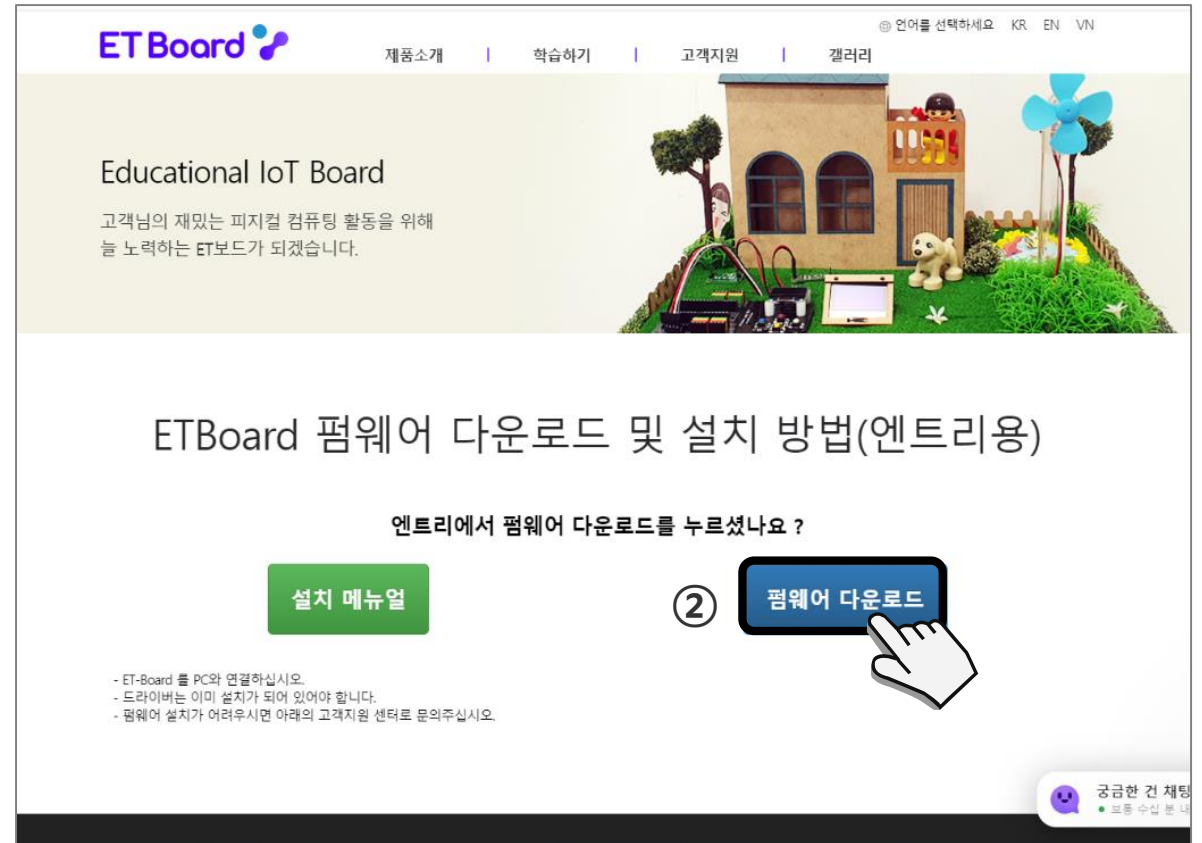 언어를 선택하세요 KR EN VN
ET Board
제품소개 | 학습하기 | 고객지원 | 갤러리
Educational IoT Board
고객님의 재밌는 피지컬 컴퓨팅 활동을 위해
늘 노력하는 ET보드가 되겠습니다.
ETBoard 펌웨어 다운로드 및 설치 방법(엔트리용)
엔트리에서 펌웨어 다운로드를 누르셨나요 ?
설치 메뉴얼
② 펌웨어 다운로드
- ET-Board 를 PC와 연결하십시오.
- 드라이버는 이미 설치가 되어 있어야 합니다.
- 펌웨어 설치가 어려우시면 아래의 고객지원 센터로 문의주십시오.
궁금한 건 채팅
보통 수십 분 내